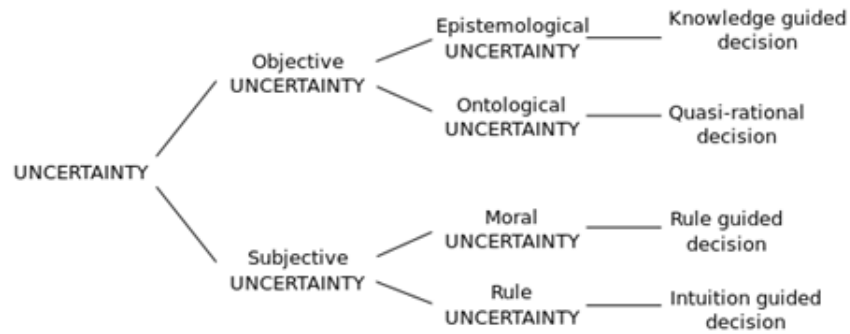 Epistemological
UNCERTAINTY
Knowledge guided
decision
Objective
UNCERTAINTY
Ontological
UNCERTAINTY
Quasi-rational
decision
UNCERTAINTY
Moral
UNCERTAINTY
Rule guided
decision
Subjective
UNCERTAINTY
Rule
UNCERTAINTY
Intuition guided
decision